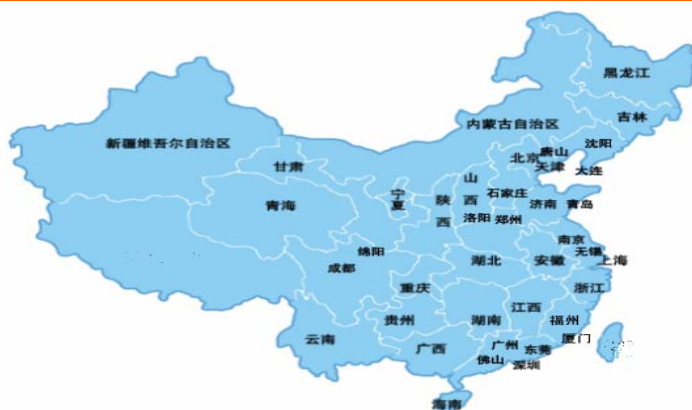 黑龙江
吉林
内蒙古自治区
新疆维吾尔自治区
沈阳
北京
唐山
天津
甘肃
大连
山西
宁夏
石家庄
陕西
青海
济南
青岛
洛阳
郑州
南京
绵阳
无锡
成都
湖北
安徽
上海
重庆
浙江
江西
贵州
湖南
福州
云南
厦门
广州
广西
东莞
佛山
深圳
海南